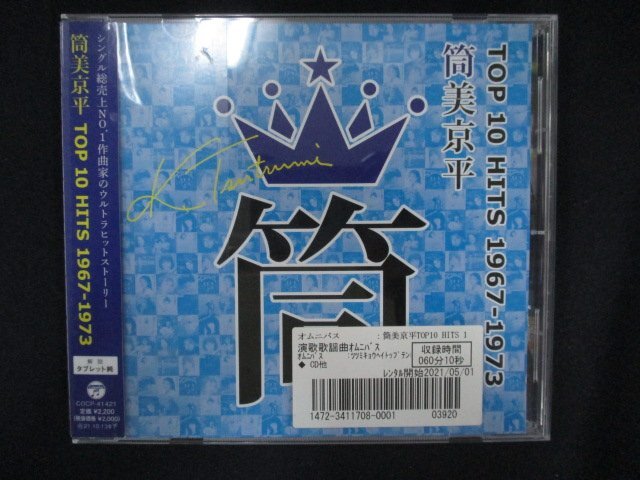 シングル総売上NO.1作曲家のウルトラヒットストーリー
筒美京平 TOP 10 HITS 1967-1973
解説
タブレット純
COCP-41421
定価 ¥2,200
(税抜価格 ¥2,000)
筒美京平
TOP 10 HITS 1967-1973
K Tsutsumi
筒
オムニバス :筒美京平TOP10 HITS 1
演歌歌謡曲オムニバス
オムニバス :ツツミキョウヘイトップテン
◆ CD他
収録時間
060分10秒
レンタル開始2021/05/01
1472-3411708-0001 03920